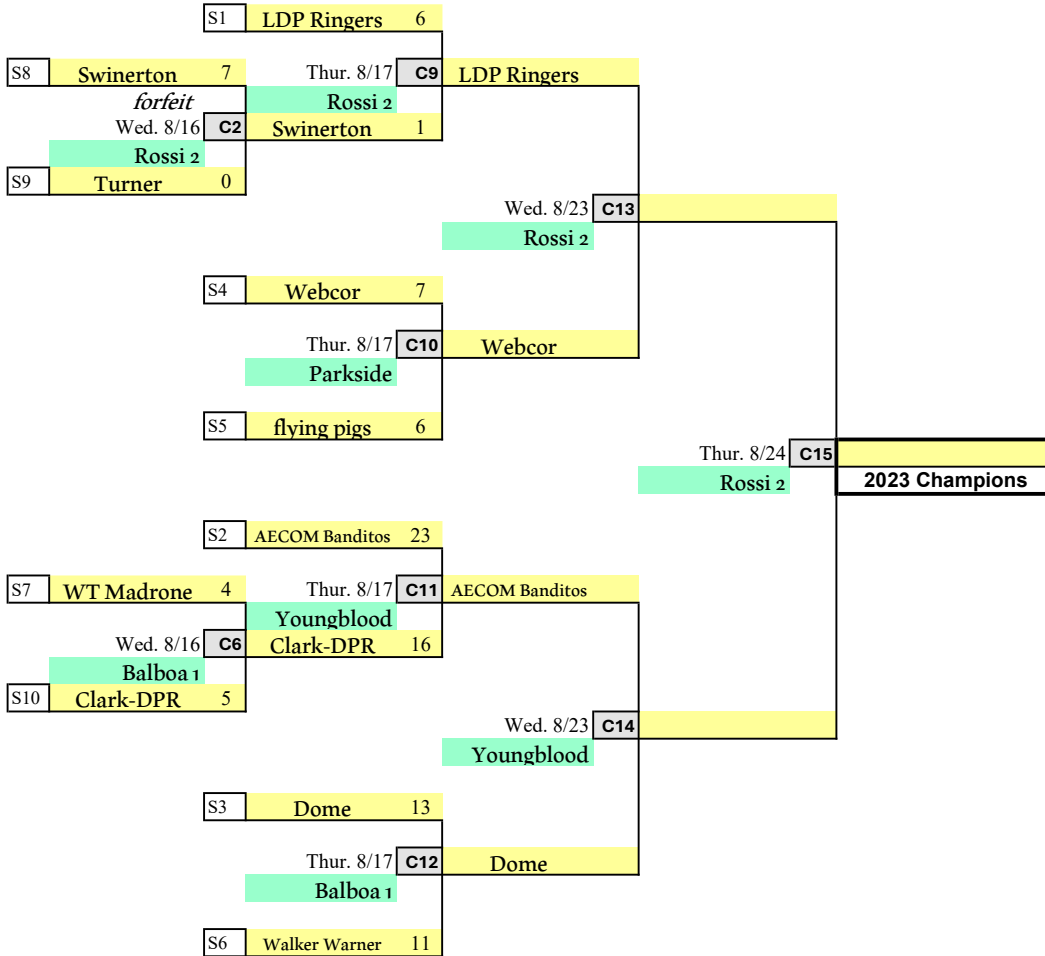 S1 LDP Ringers 6
S8 Swinerton 7 Thur. 8/17 C9 LDP Ringers
forfeit Rossi 2
Wed. 8/16 C2 Swinerton 1
Rossi 2
S9 Turner 0
Wed. 8/23 C13
Rossi 2
S4 Webcor 7
Thur. 8/17 C10 Webcor
Parkside
S5 flying pigs 6
Thur. 8/24 C15
Rossi 2 2023 Champions
S2 AECOM Banditos 23
S7 WT Madrone 4 Thur. 8/17 C11 AECOM Banditos
Youngblood
Wed. 8/16 C6 Clark-DPR 16
Balboa 1
S10 Clark-DPR 5
Wed. 8/23 C14
Youngblood
S3 Dome 13
Thur. 8/17 C12 Dome
Balboa 1
S6 Walker Warner 11